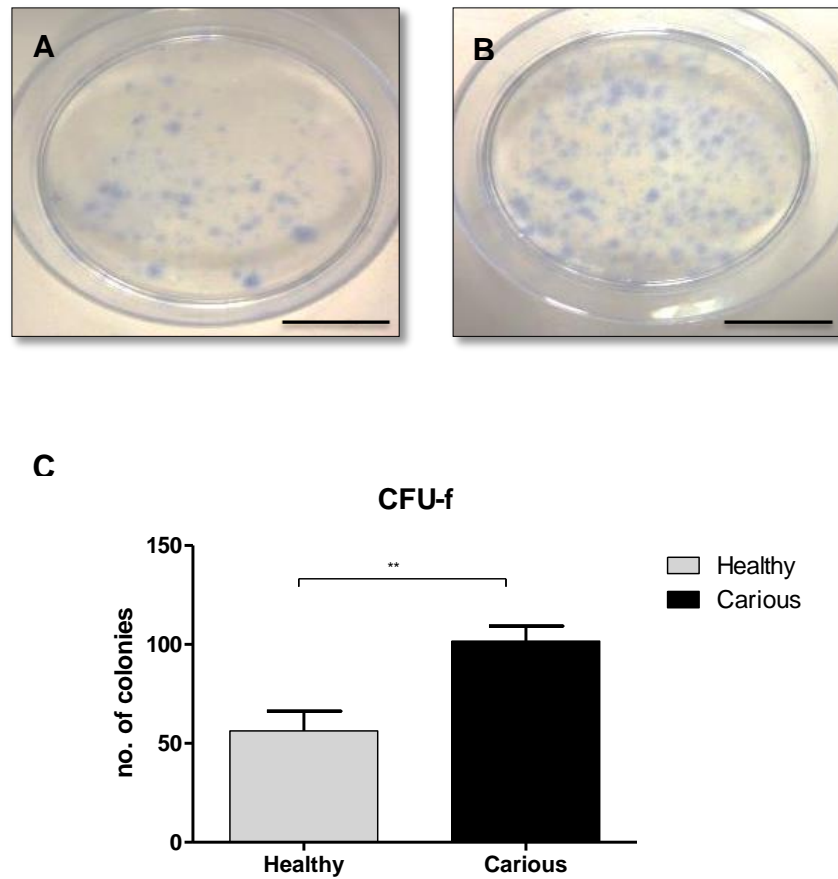 A
B
C
CFU-f
150
100
50
0
no. of colonies
**
Healthy
Carious
Healthy
Carious